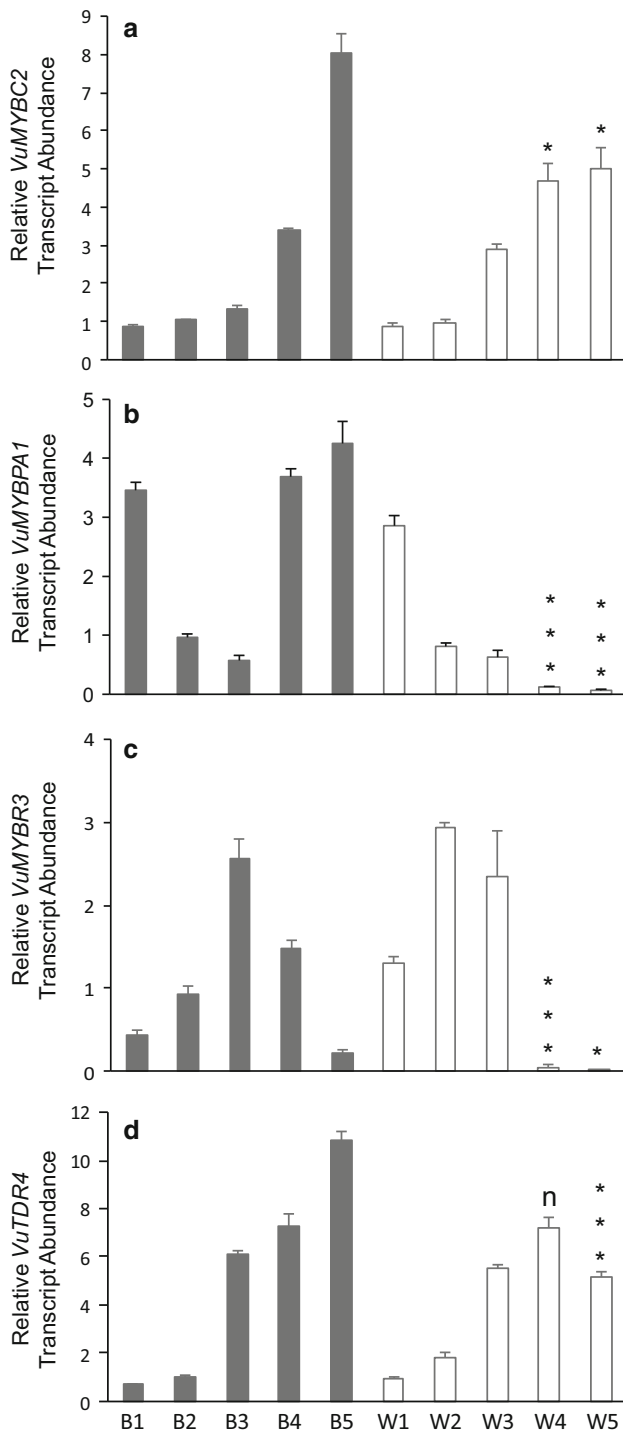 a
Relative VuMYBC2
Transcript Abundance
9
8
7
6
5
4
3
2
1
0
*
*
b
Relative VuMYBPA1
Transcript Abundance
5
4
3
2
1
0
* * *
* * *
c
Relative VuMYBR3
Transcript Abundance
4
3
2
1
0
* * *
*
d
Relative VuTDR4
Transcript Abundance
12
10
8
6
4
2
0
n
* * *
B1 B2 B3 B4 B5 W1 W2 W3 W4 W5